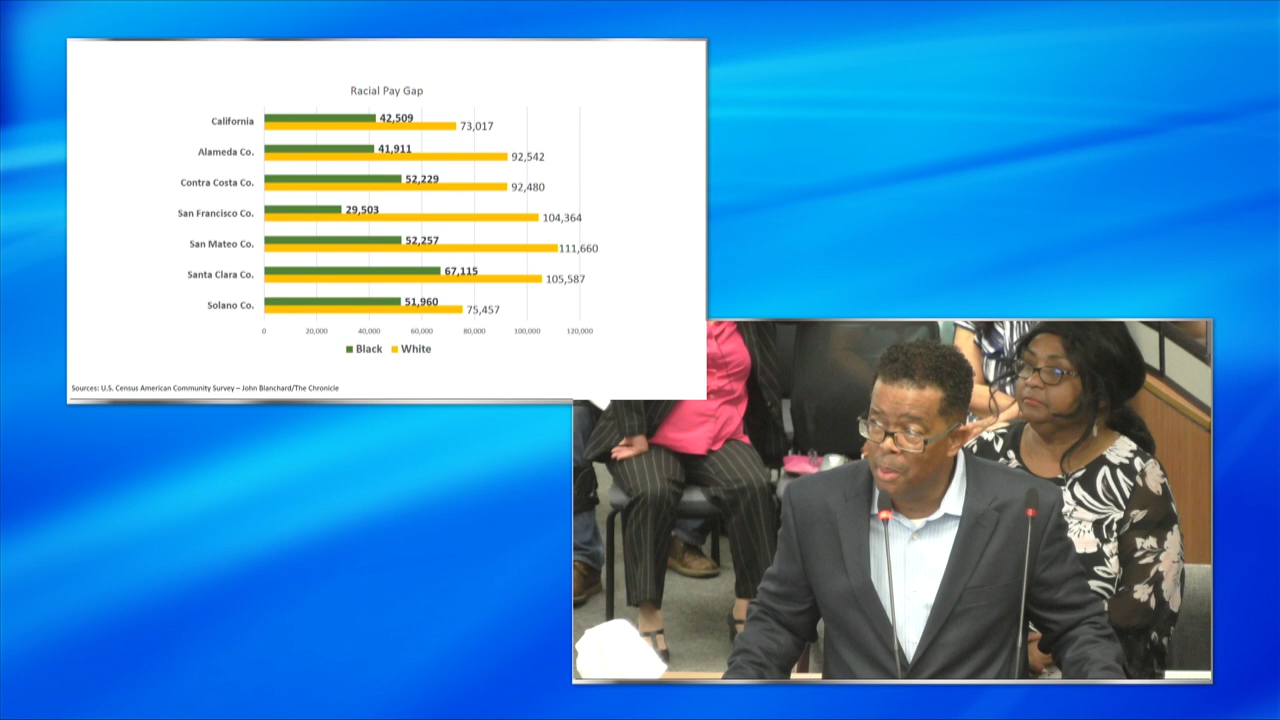 Racial Pay Gap
California 42,509 73,017
Alameda Co. 41,911 92,542
Contra Costa Co. 52,229 92,480
San Francisco Co. 29,503 104,364
San Mateo Co. 52,257 111,660
Santa Clara Co. 67,115 105,587
Solano Co. 51,960 75,457
0 20,000 40,000 60,000 80,000 100,000 120,000
Black White
Sources: U.S. Census American Community Survey – John Blanchard/The Chronicle